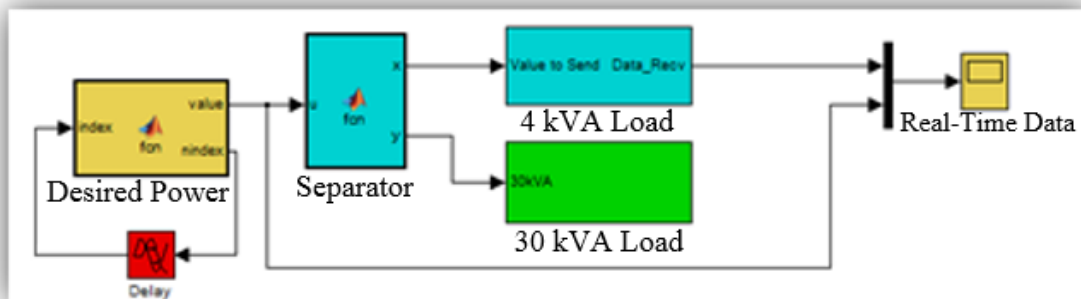 value
index
fcn
nindex
Desired Power
Delay
x
u
fcn
y
Separator
Value to Send Data_Recv
4 kVA Load
30kVA
30 kVA Load
Real-Time Data